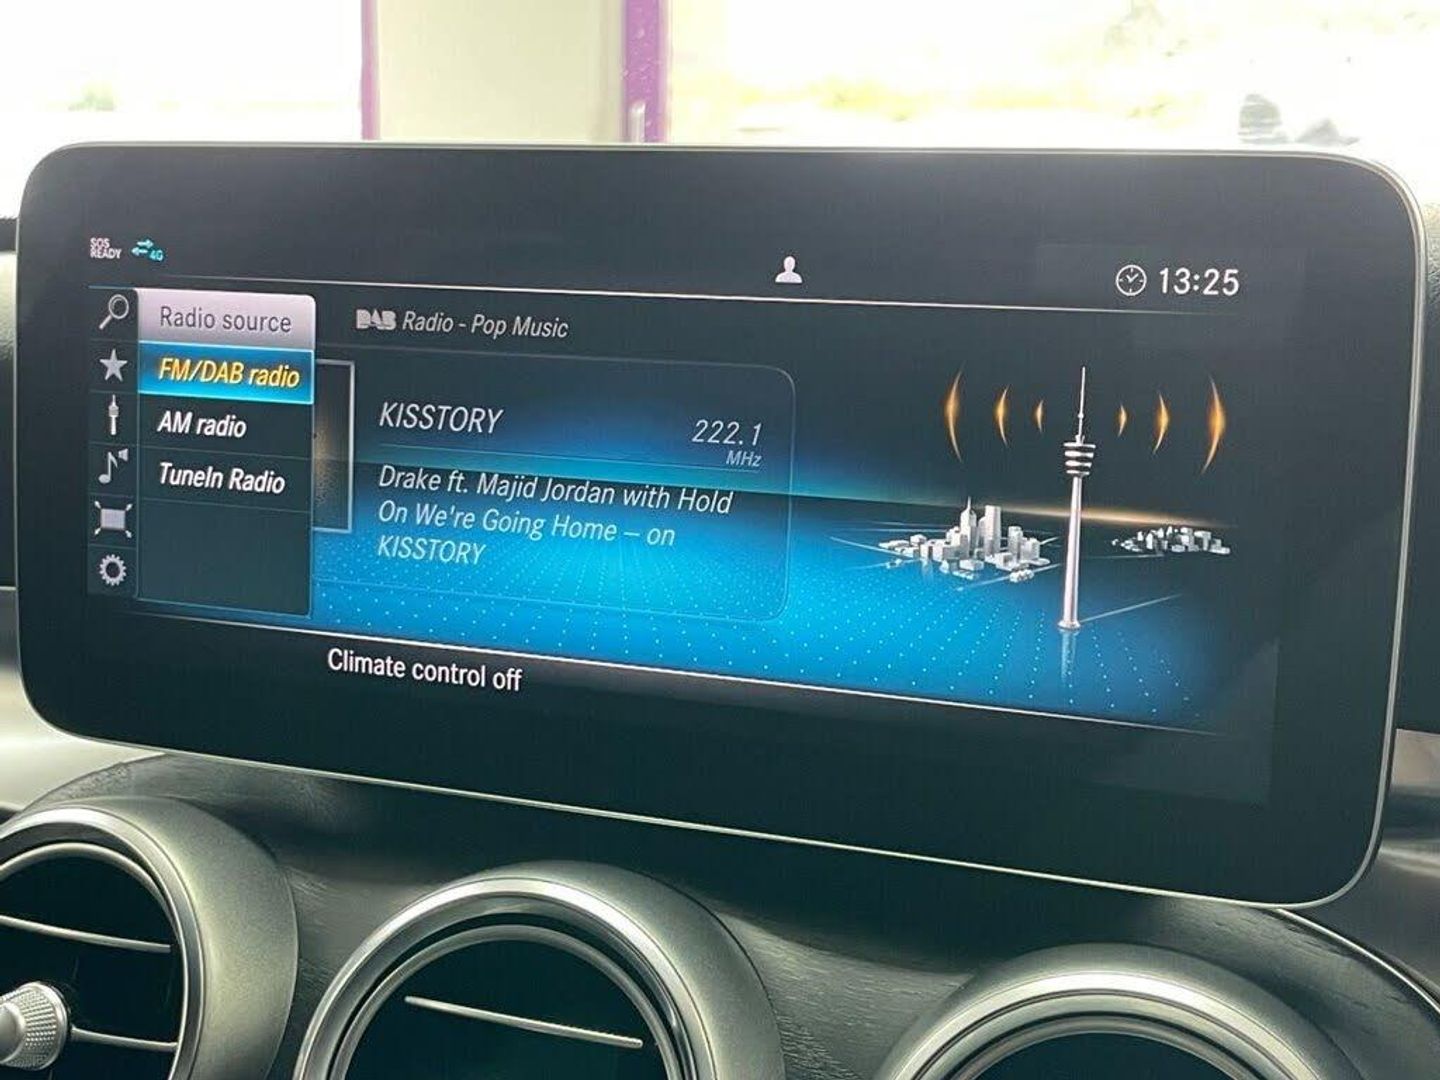 SOS
READY
4G
13:25
Radio source
DAB Radio - Pop Music
FM/DAB radio
AM radio
TuneIn Radio
KISSTORY
222.1
MHz
Drake ft. Majid Jordan with Hold
On We're Going Home – on
KISSTORY
Climate control off